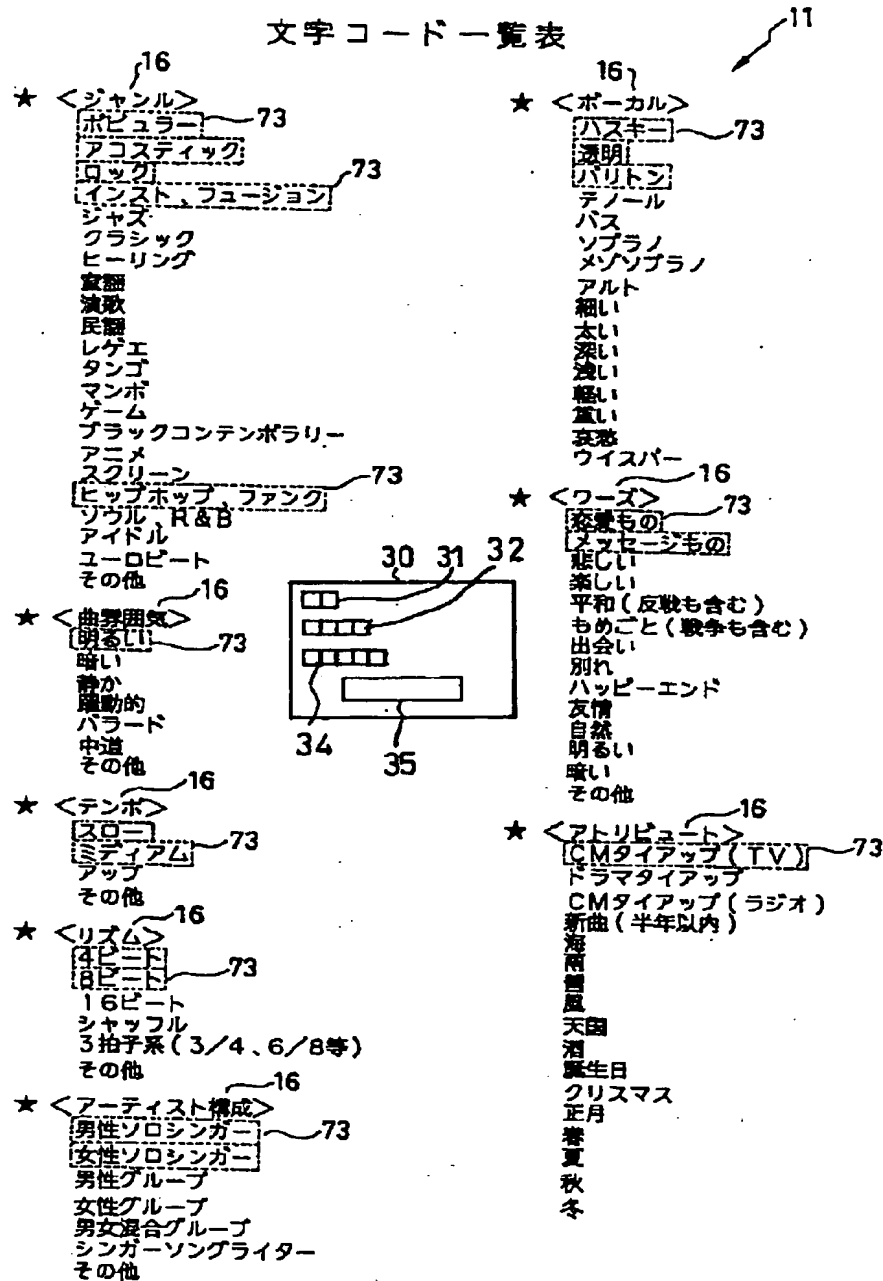 文字コード一覧表
11
16
★ <ジャンル>
ポピュラー
73
アコスティック
ロック
インスト、フュージョン
73
ジャズ
クラシック
ヒーリング
童謡
演歌
民謡
レゲエ
タンゴ
マンボ
ゲーム
ブラックコンテンポラリー
アニメ
スクリーン
ヒップホップ、ファンク
73
ソウル、R&B
アイドル
ユーロビート
その他
16
★ <曲雰囲気>
明るい
73
暗い
静か
躍動的
バラード
中道
その他
16
★ <テンポ>
スロー
ミディアム
73
アップ
その他
16
★ <リズム>
4ビート
8ビート
73
16ビート
シャッフル
3拍子系(3/4、6/8等)
その他
16
★ <アーティスト構成>
男性ソロシンガー
73
女性ソロシンガー
男性グループ
女性グループ
男女混合グループ
シンガーソングライター
その他
30
31
32
34
35
16
★ <ボーカル>
ハスキー
73
透明
バリトン
テノール
バス
ソプラノ
メゾソプラノ
アルト
細い
太い
深い
浅い
軽い
重い
哀愁
ウイスパー
16
★ <ワーズ>
恋愛もの
73
メッセージもの
悲しい
楽しい
平和(反戦も含む)
もめごと(戦争も含む)
出会い
別れ
ハッピーエンド
友情
自然
明るい
暗い
その他
16
★ <アトリビュート>
CMタイアップ(TV)
73
ドラマタイアップ
CMタイアップ(ラジオ)
新曲(半年以内)
海
雨
雪
風
天国
酒
誕生日
クリスマス
正月
春
夏
秋
冬